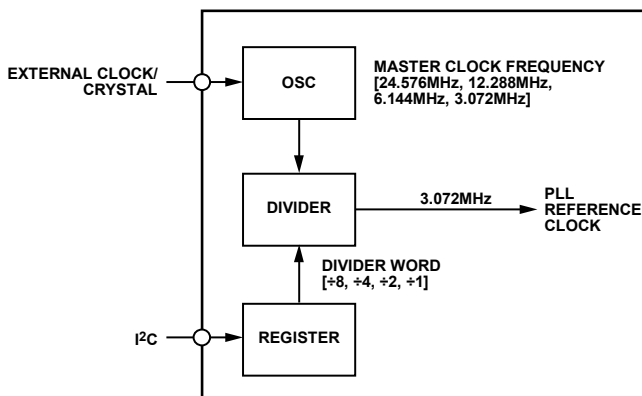 EXTERNAL CLOCK/
CRYSTAL
OSC
MASTER CLOCK FREQUENCY
[24.576MHz, 12.288MHz,
6.144MHz, 3.072MHz]
DIVIDER
3.072MHz
PLL
REFERENCE
CLOCK
DIVIDER WORD
[÷8, ÷4, ÷2, ÷1]
I²C
REGISTER